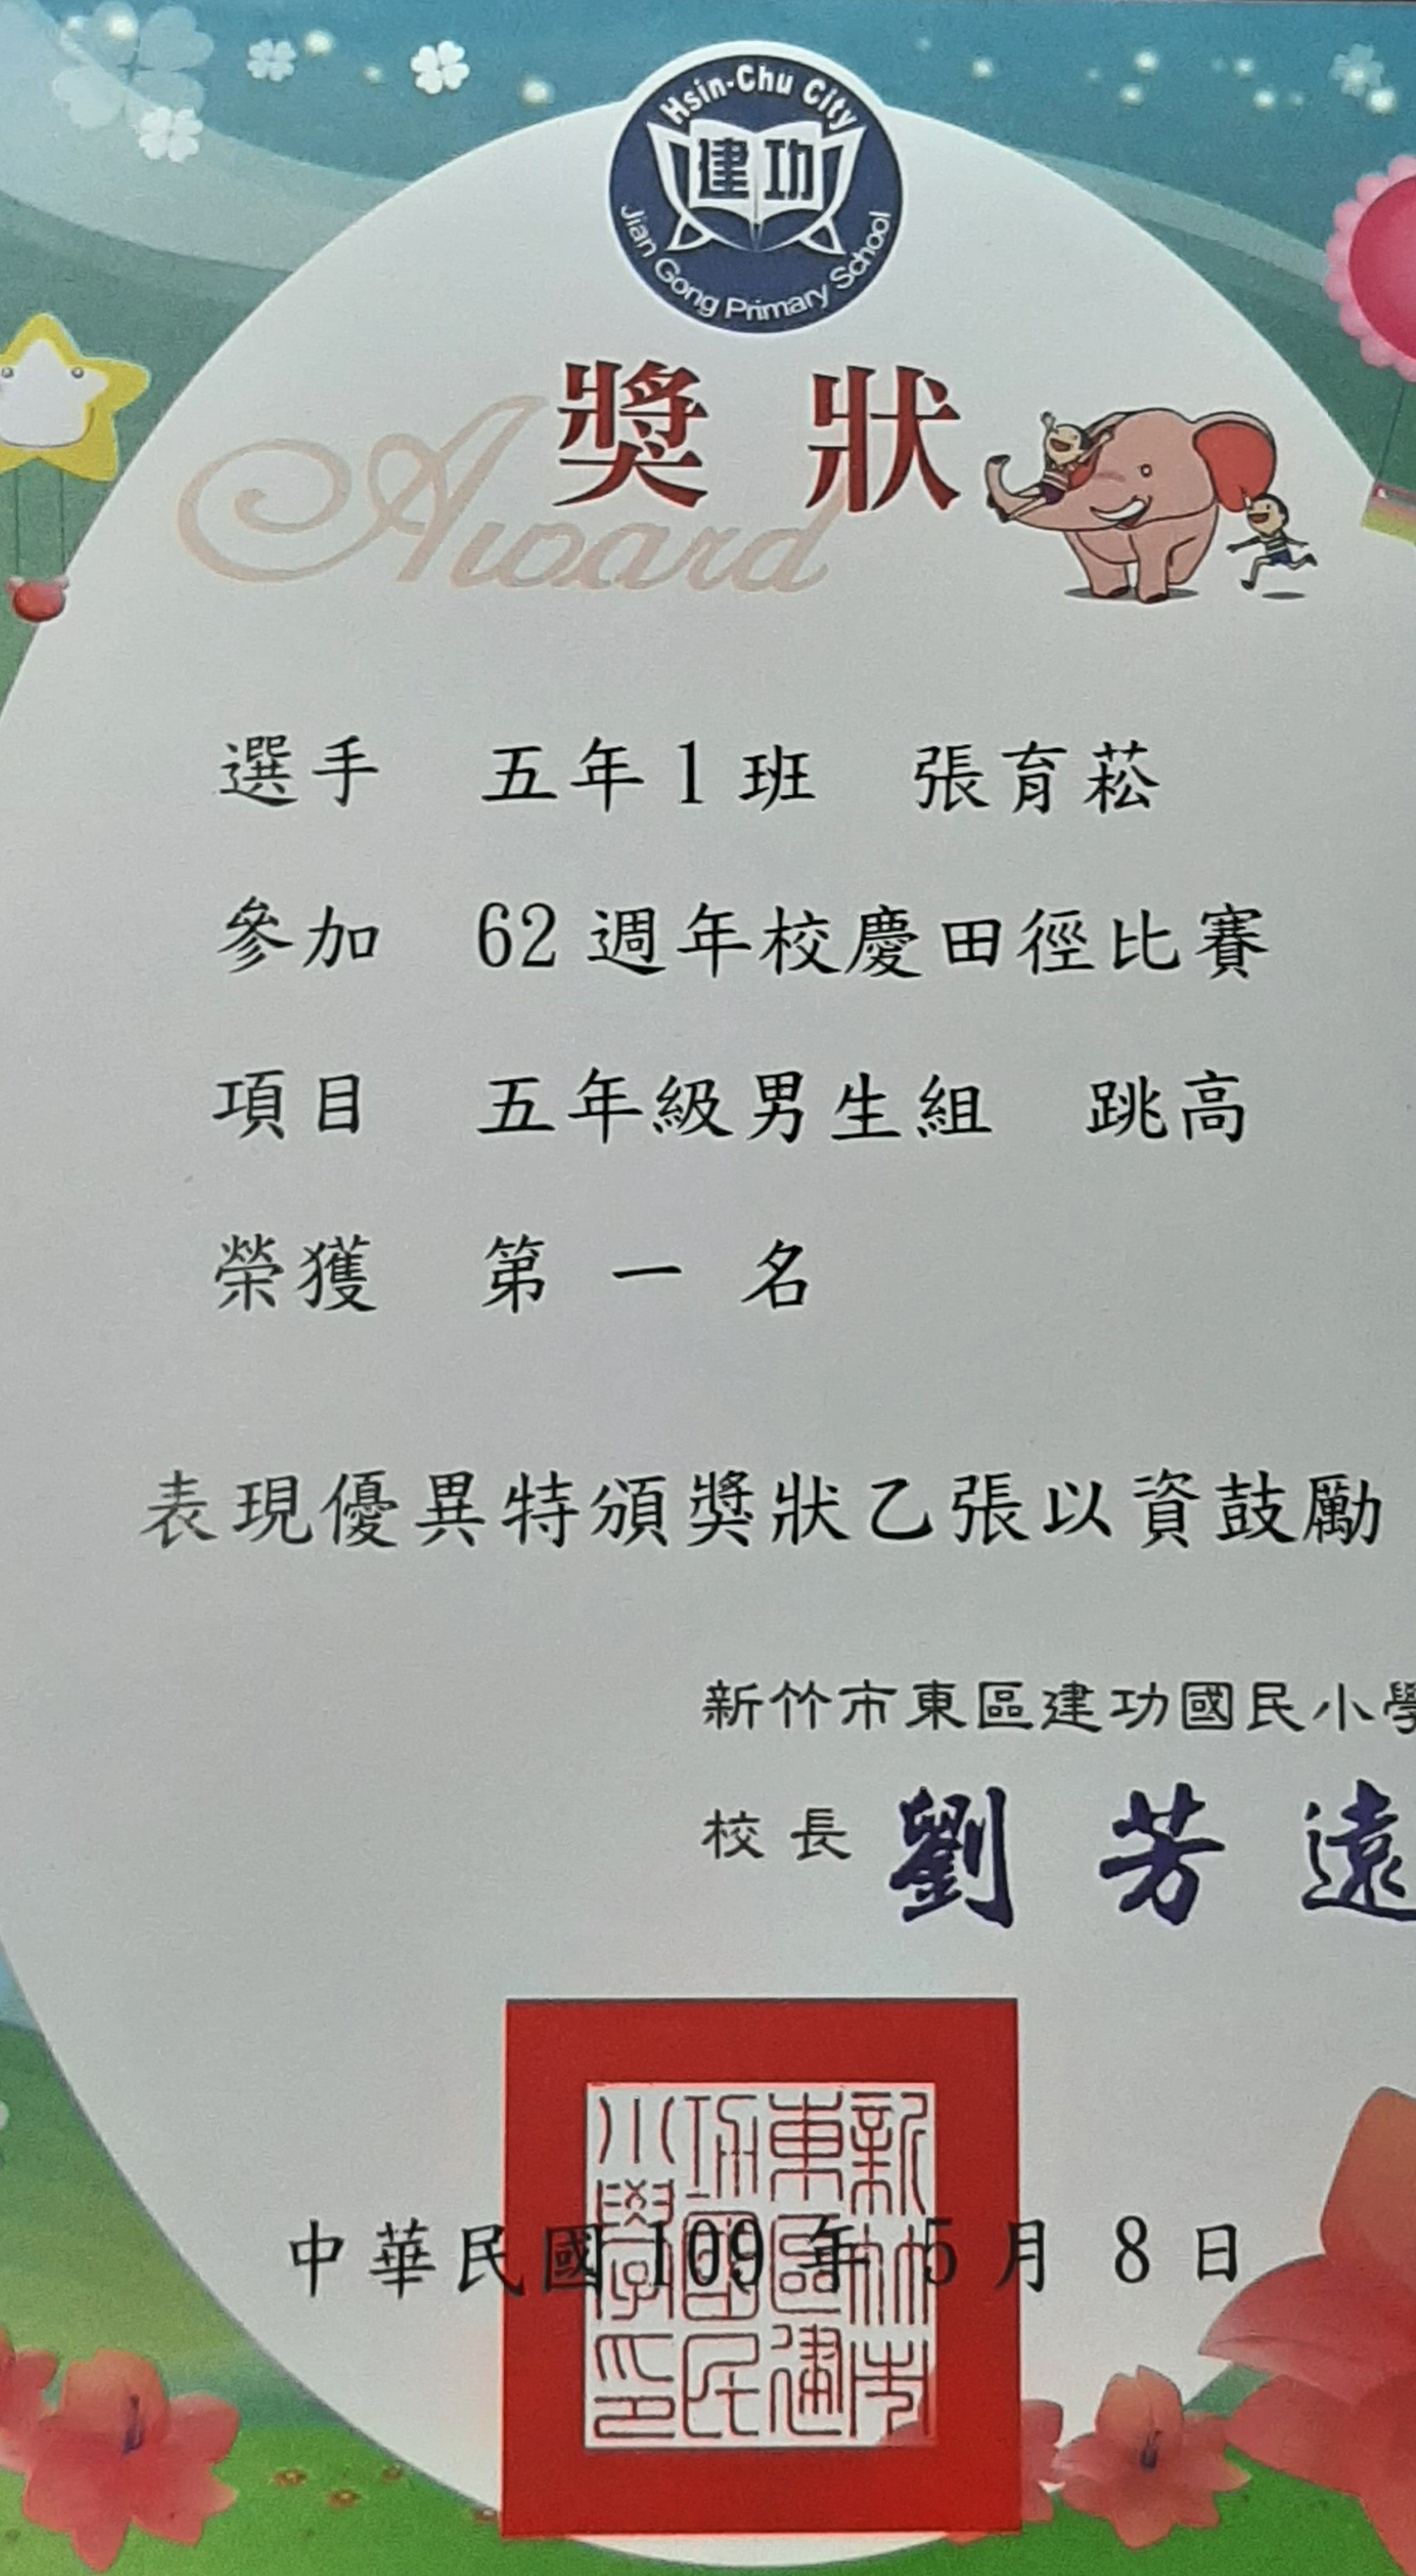 Hsin-Chu City
建功
Jian Gong Primary School
獎狀
Award
選手 五年1班 張育菘
參加 62週年校慶田徑比賽
項目 五年級男生組 跳高
榮獲 第一名
表現優異特頒獎狀乙張以資鼓勵
新竹市東區建功國民小學
校長 劉芳遠
新竹市東區建功國民小學印
中華民國109年5月8日